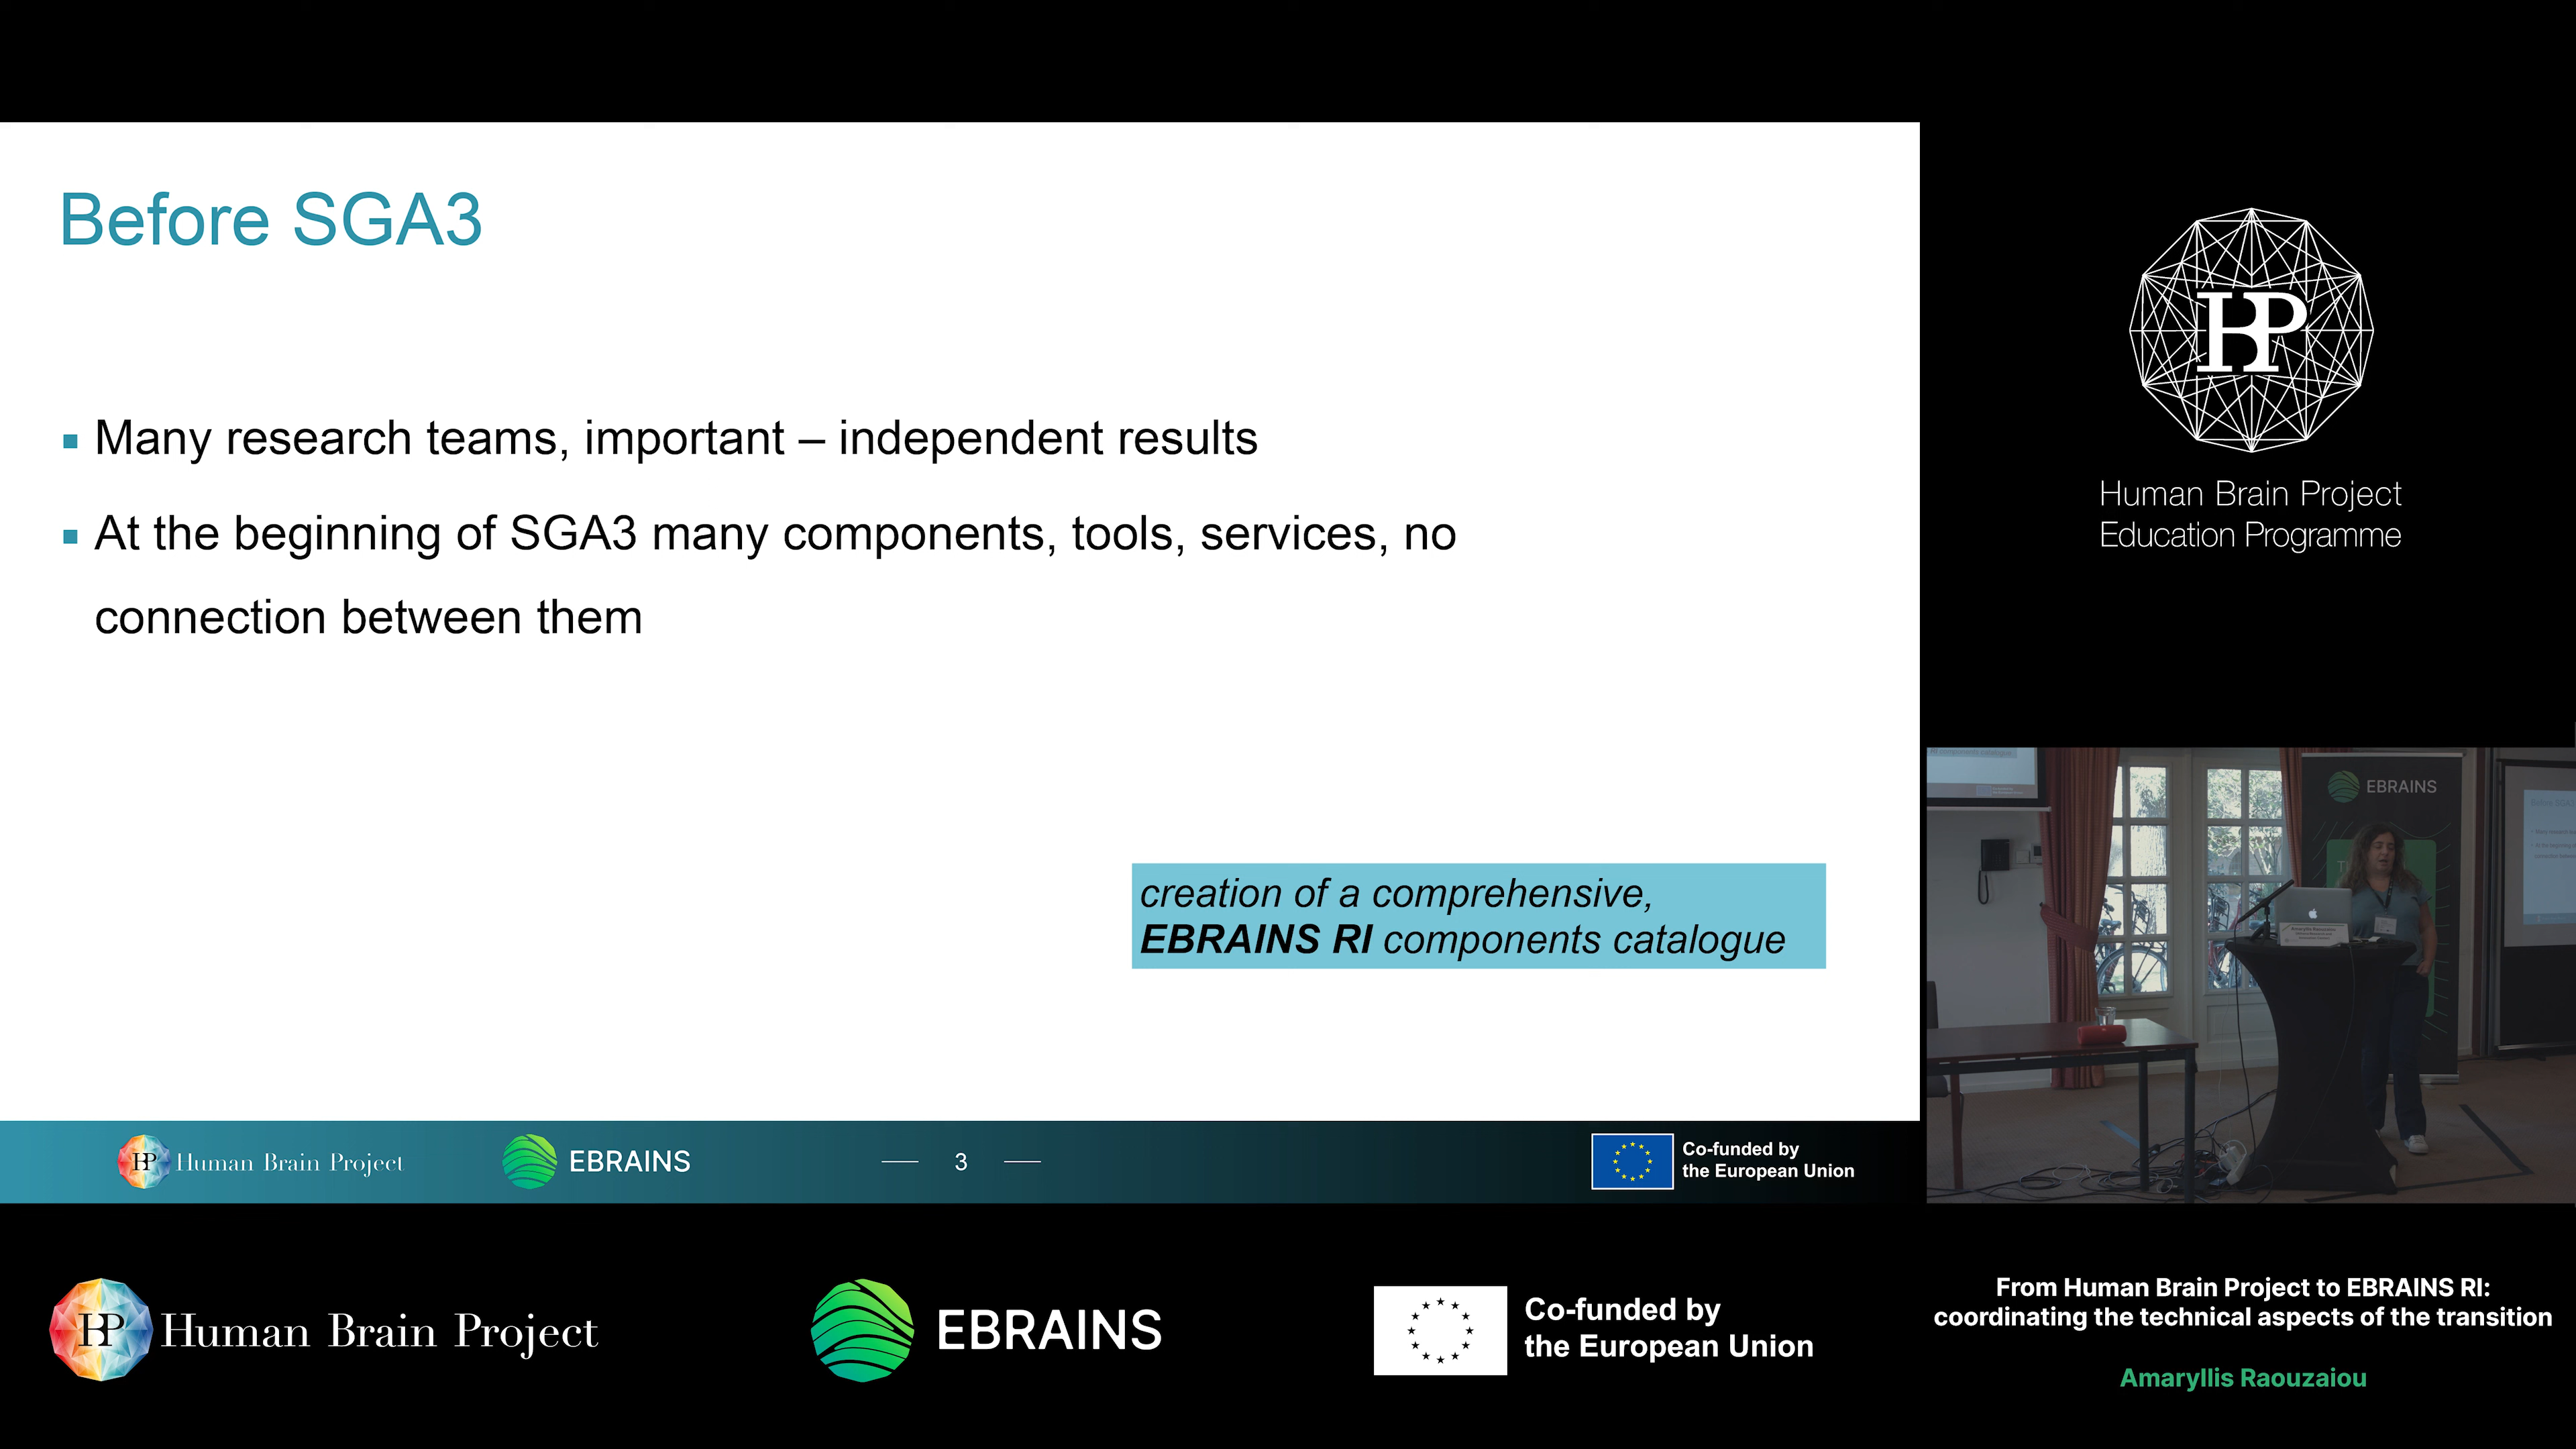 Before SGA3
Many research teams, important – independent results
At the beginning of SGA3 many components, tools, services, no
connection between them
creation of a comprehensive,
EBRAINS RI components catalogue
HBP Human Brain Project
EBRAINS
3
Co-funded by
the European Union
HBP
Human Brain Project
Education Programme
EBRAINS
HBP Human Brain Project
EBRAINS
Co-funded by
the European Union
From Human Brain Project to EBRAINS RI:
coordinating the technical aspects of the transition
Amaryllis Raouzaiou